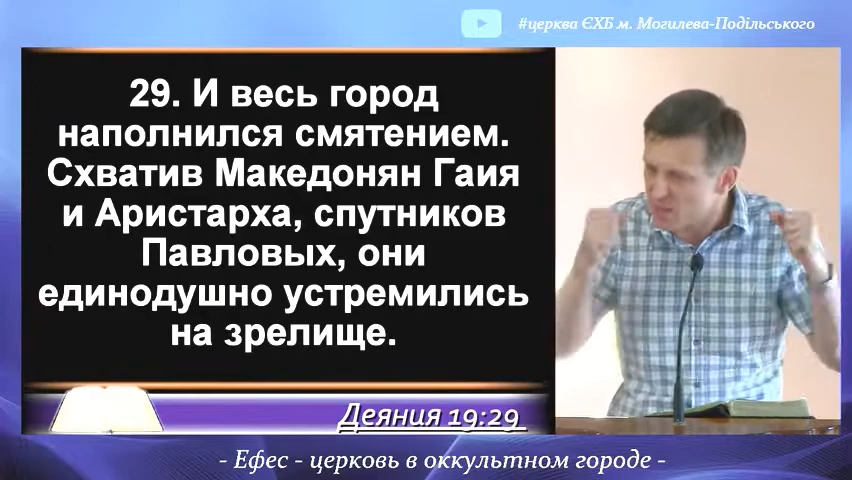 #церква ЄХБ м. Могилева-Подільського
29. И весь город
наполнился смятением.
Схватив Македонян Гаия
и Аристарха, спутников
Павловых, они
единодушно устремились
на зрелище.
Деяния 19:29
- Ефес - церковь в оккультном городе -